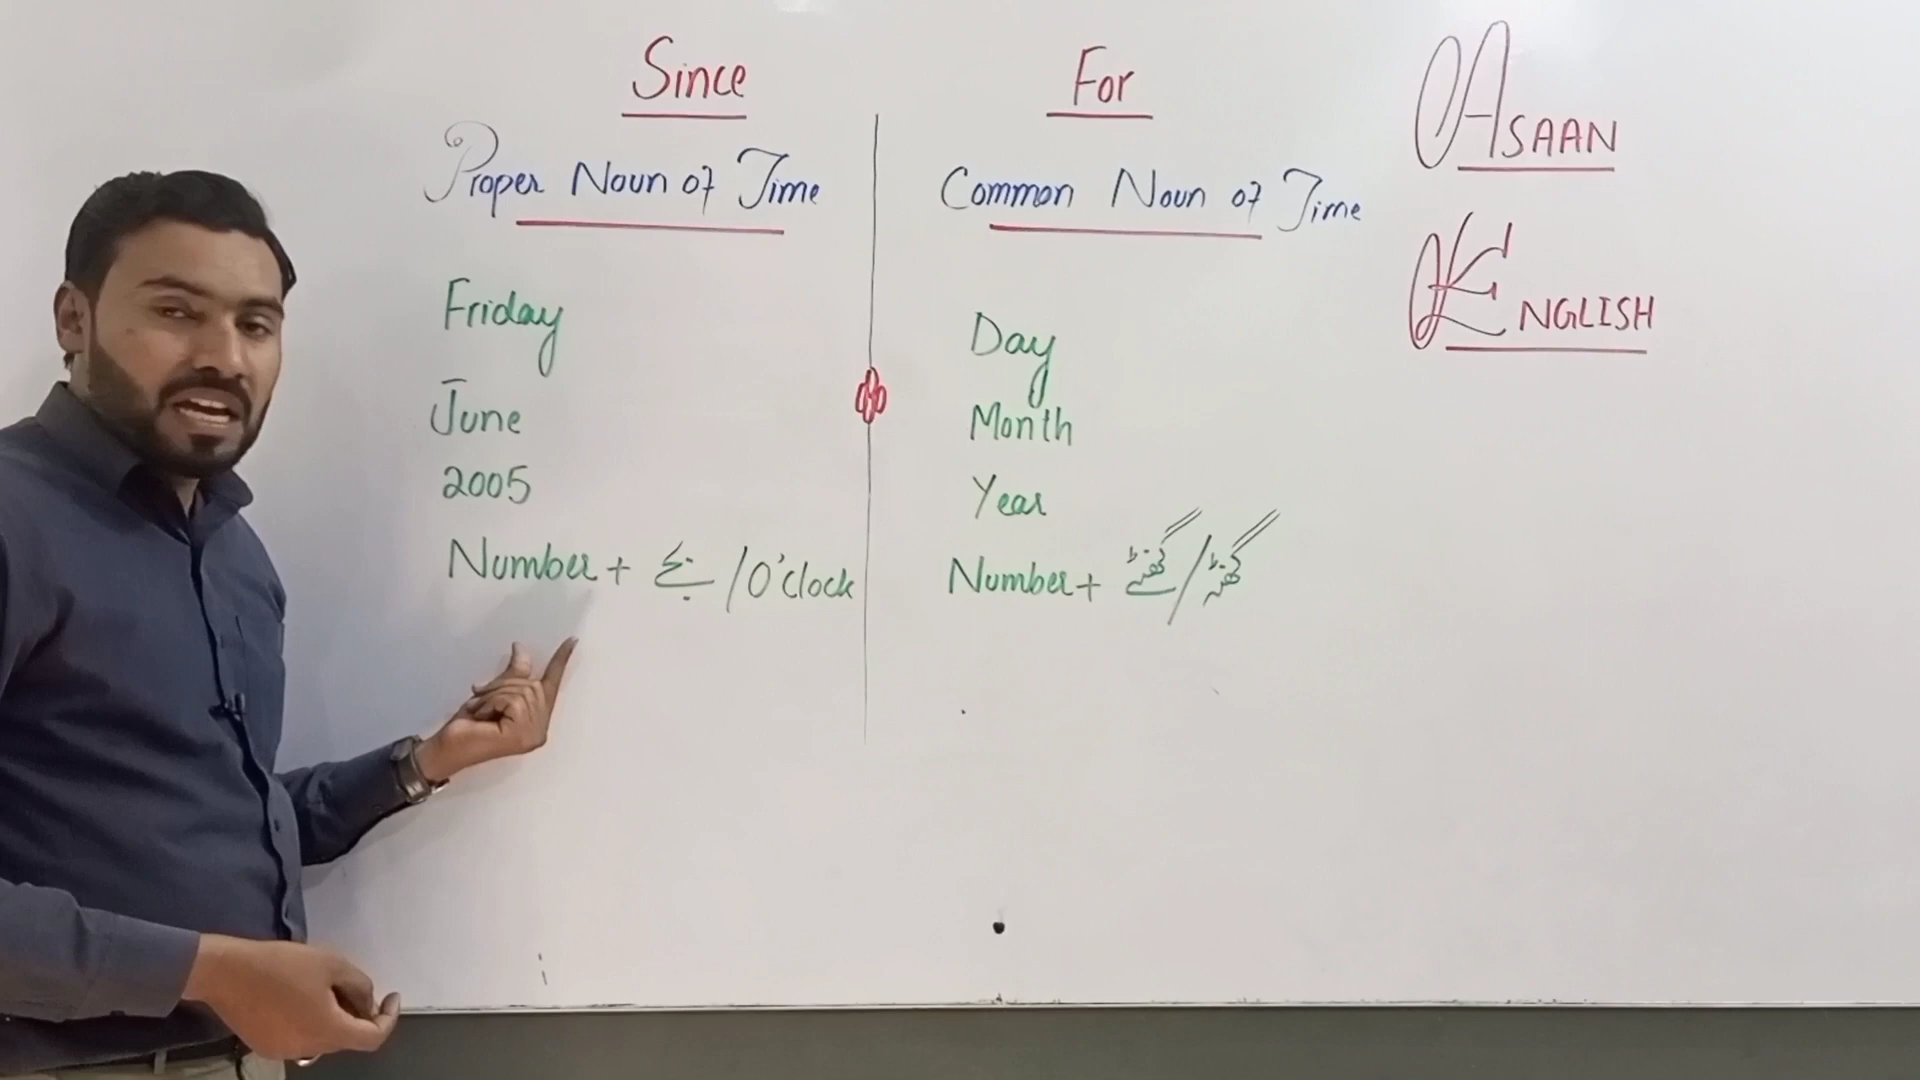 Since
Proper Noun of Time
Friday
June
2005
Number + بجے / O'clock
For
Common Noun of Time
Day
Month
Year
Number + گھنٹے / گھنٹہ
ASAAN
ENGLISH